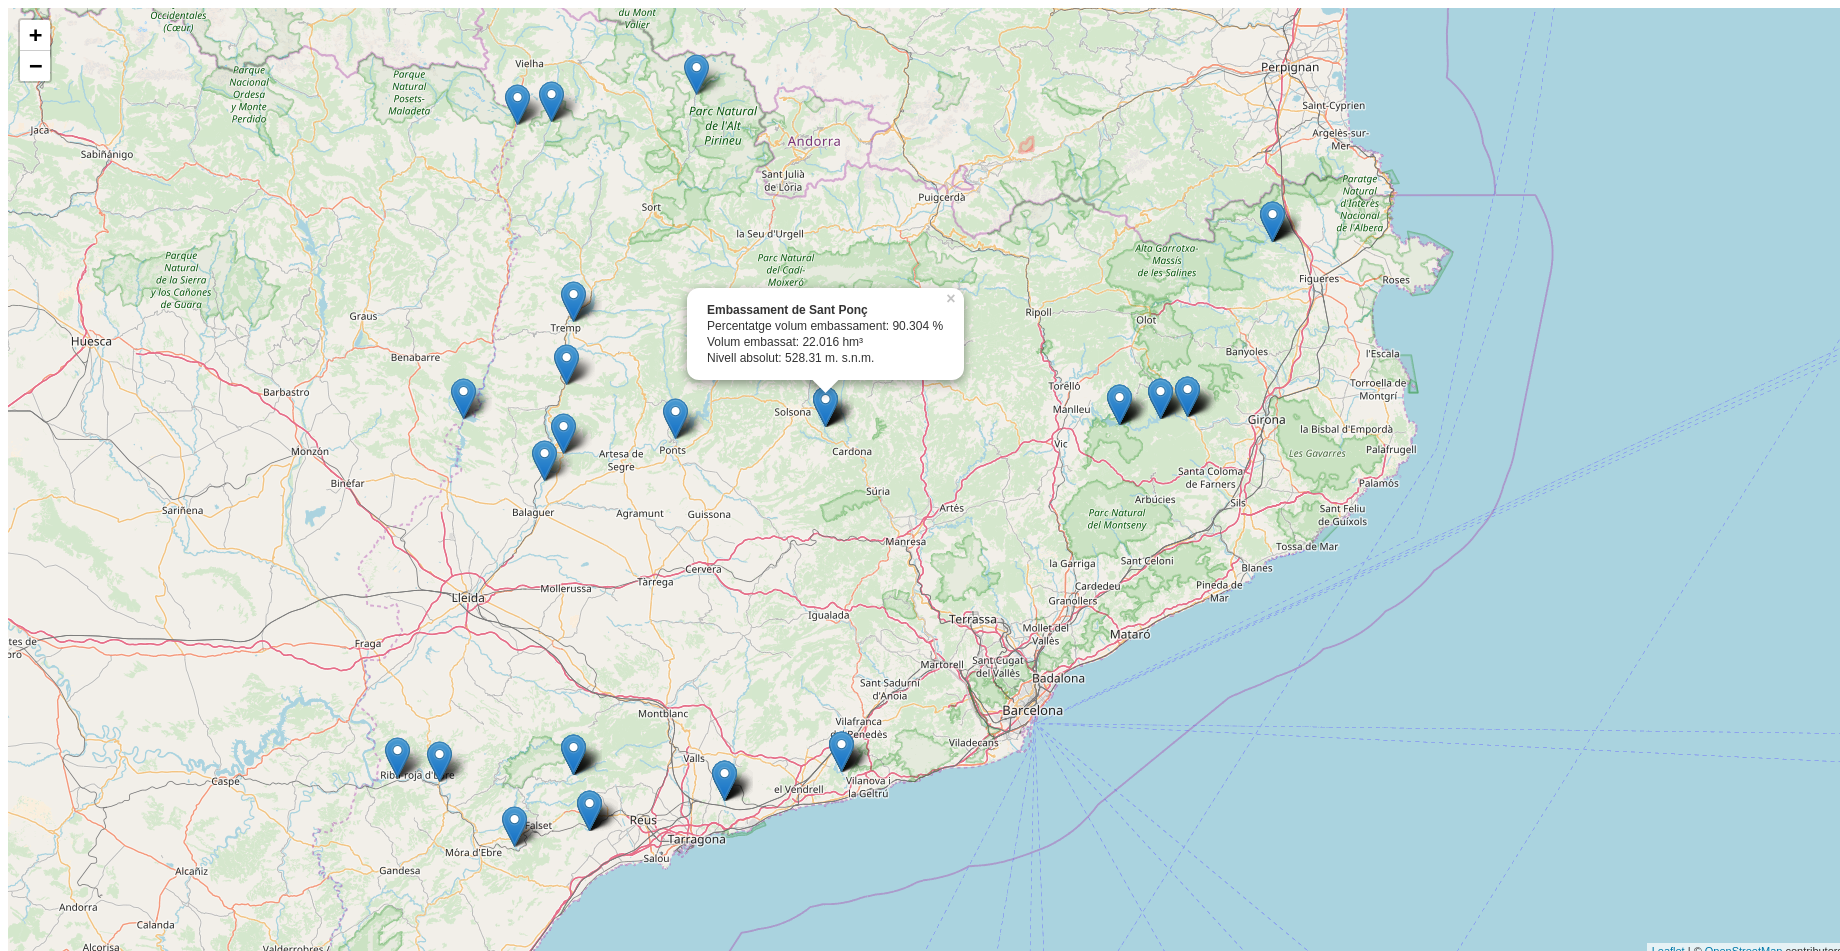 +
−
Occidentales
(Cœur)
du Mont
Valier
Vielha
Perpignan
Parque
Nacional
Ordesa
y Monte
Perdido
Parque
Natural
Posets-
Maladeta
Parc Natural
de l'Alt
Pirineu
Saint-Cyprien
Jaca
Andorra
Argelès-sur-
Mer
Sabiñánigo
Sant Julià
de Lòria
Puigcerdà
Paratge
Natural
d'Interès
Nacional
de l'Albera
Sort
la Seu d'Urgell
Alta Garrotxa-
Massís
de les Salines
Parque
Natural
de la Sierra
y los Cañones
de Guara
Parc Natural
del Cadí-
Moixeró
Figueres
Roses
Embassament de Sant Ponç
×
Percentatge volum embassament: 90.304 %
Volum embassat: 22.016 hm³
Nivell absolut: 528.31 m. s.n.m.
Graus
Tremp
Ripoll
Olot
Huesca
Benabarre
Banyoles
l'Escala
Barbastro
Torelló
Torroella de
Montgrí
Solsona
Manlleu
Girona
la Bisbal d'Empordà
Monzón
Artesa de
Segre
Ponts
Cardona
Vic
Les Gavarres
Palafrugell
Binéfar
Súria
Santa Coloma
de Farners
Palamós
Sariñena
Balaguer
Agramunt
Guissona
Artés
Arbúcies
Sils
Parc Natural
del Montseny
Sant Feliu
de Guíxols
Manresa
Tossa de Mar
Cervera
la Garriga
Sant Celoni
Blanes
Lleida
Mollerussa
Tàrrega
Cardedeu
Pineda de
Mar
Granollers
Igualada
Terrassa
Mollet del
Vallès
Mataró
tes de
Fraga
Martorell
Sant Cugat
del Vallès
Badalona
Sant Sadurní
d'Anoia
Montblanc
Barcelona
Vilafranca
Penedès
Viladecans
Valls
Caspe
Riba-roja d'Ebre
el Vendrell
Vilanova i
la Geltrú
Falset
Reus
Tarragona
Móra d'Ebre
Salou
Gandesa
Alcañiz
Andorra
Calanda
Alcorisa
Valderrobres /
Leaflet | © OpenStreetMap contributors